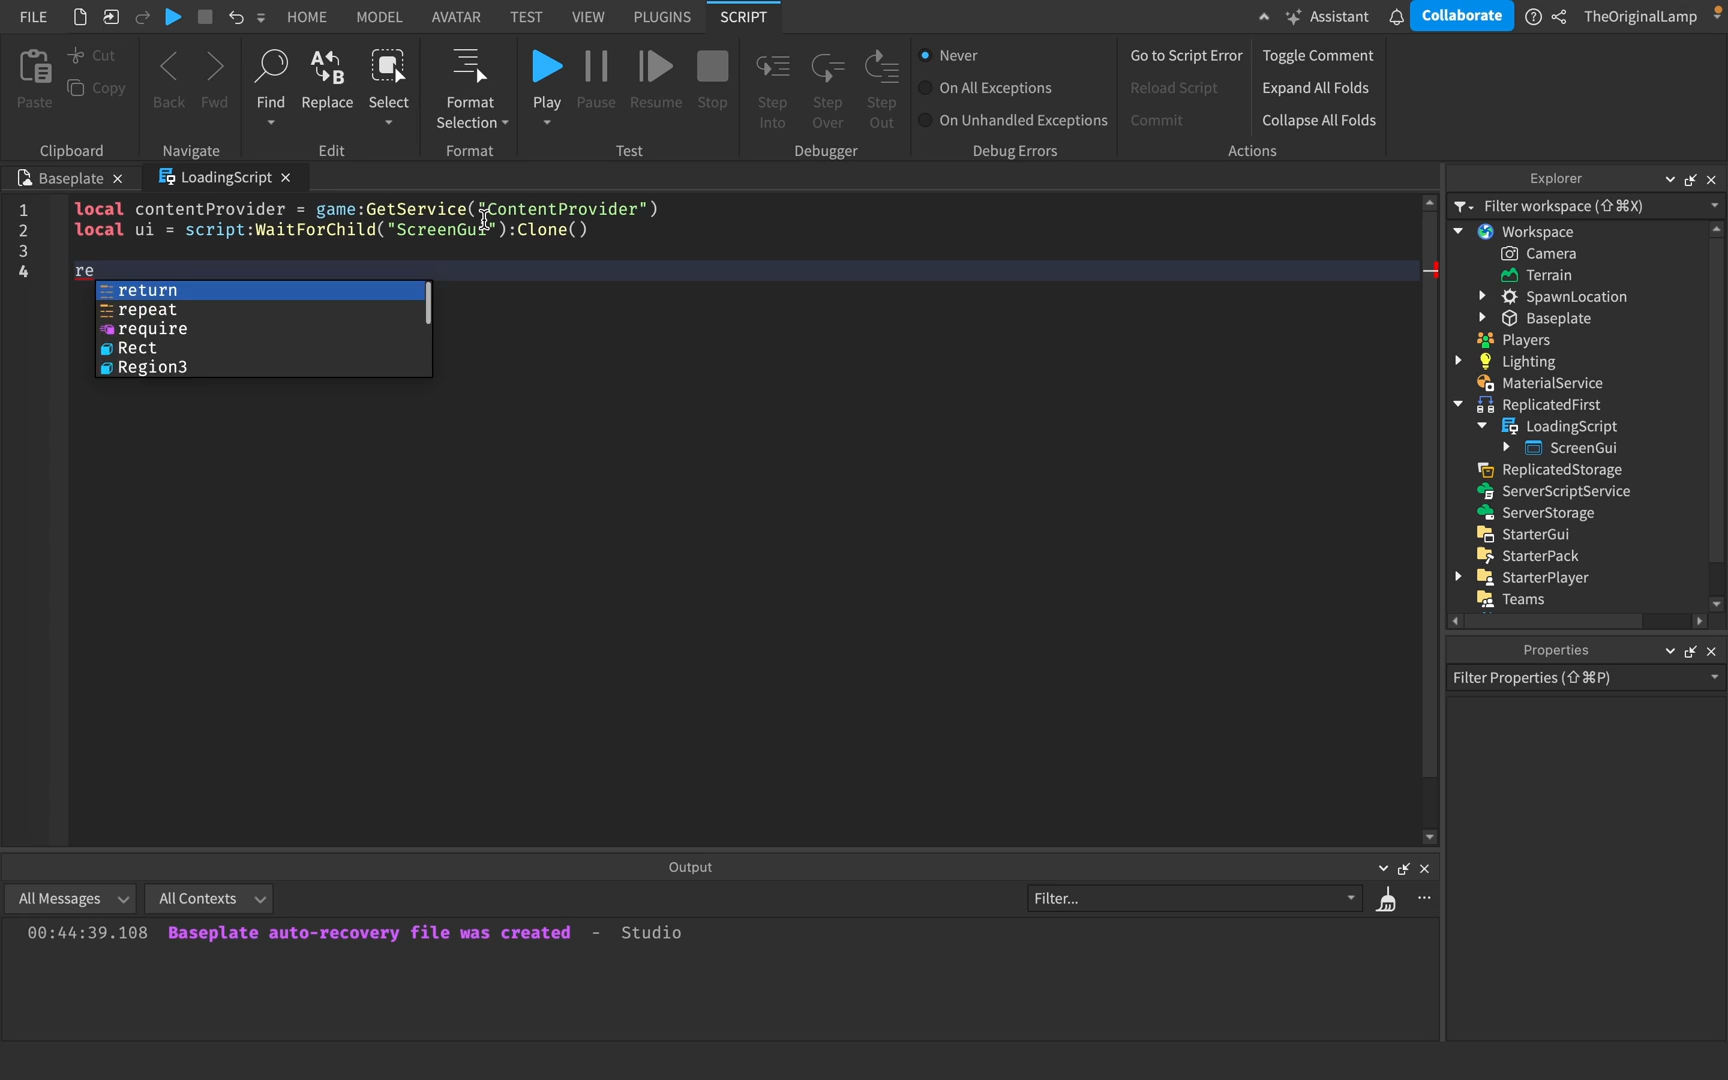 FILE HOME MODEL AVATAR TEST VIEW PLUGINS SCRIPT Assistant Collaborate TheOriginalLamp
Paste Cut Copy Back Fwd Find Replace Select Format Selection Play Pause Resume Stop Step Into Step Over Step Out
Never
On All Exceptions
On Unhandled Exceptions
Go to Script Error Toggle Comment
Reload Script Expand All Folds
Commit Collapse All Folds
Clipboard Navigate Edit Format Test Debugger Debug Errors Actions
Baseplate LoadingScript
1 local contentProvider = game:GetService("ContentProvider")
2 local ui = script:WaitForChild("ScreenGui"):Clone()
3
4 re
return
repeat
require
Rect
Region3
Explorer
Filter workspace (⇧⌘X)
Workspace
Camera
Terrain
SpawnLocation
Baseplate
Players
Lighting
MaterialService
ReplicatedFirst
LoadingScript
ScreenGui
ReplicatedStorage
ServerScriptService
ServerStorage
StarterGui
StarterPack
StarterPlayer
Teams
Properties
Filter Properties (⇧⌘P)
Output
All Messages All Contexts Filter...
00:44:39.108 Baseplate auto-recovery file was created - Studio